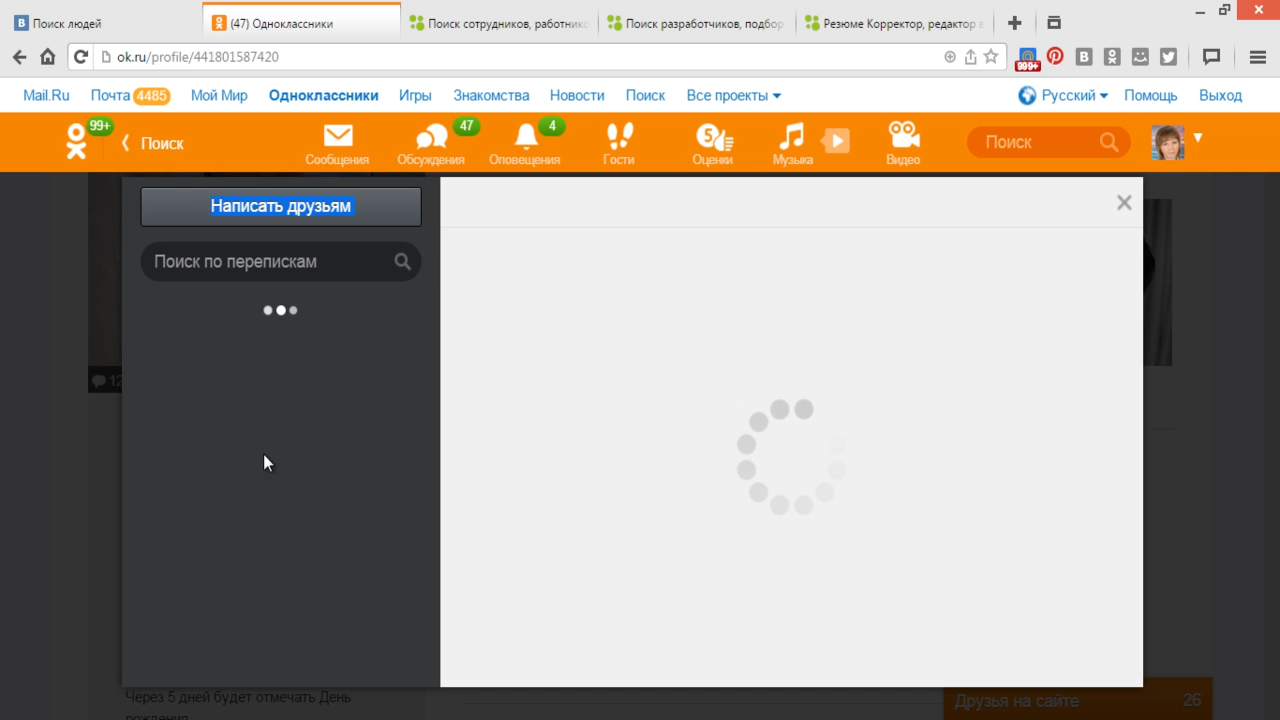 Поиск людей
(47) Одноклассники
Поиск сотрудников, работник
Поиск разработчиков, подбор
Резюме Корректор, редактор в
ok.ru/profile/441801587420
999+
Mail.Ru Почта 4485 Мой Мир Одноклассники Игры Знакомства Новости Поиск Все проекты Русский Помощь Выход
99+ Поиск
Сообщения
47 Обсуждения
4 Оповещения
Гости
5 Оценки
Музыка
Видео
Поиск
Написать друзьям
Поиск по перепискам
12
Через 5 дней будет отмечать День
рождения
Друзья на сайте 26